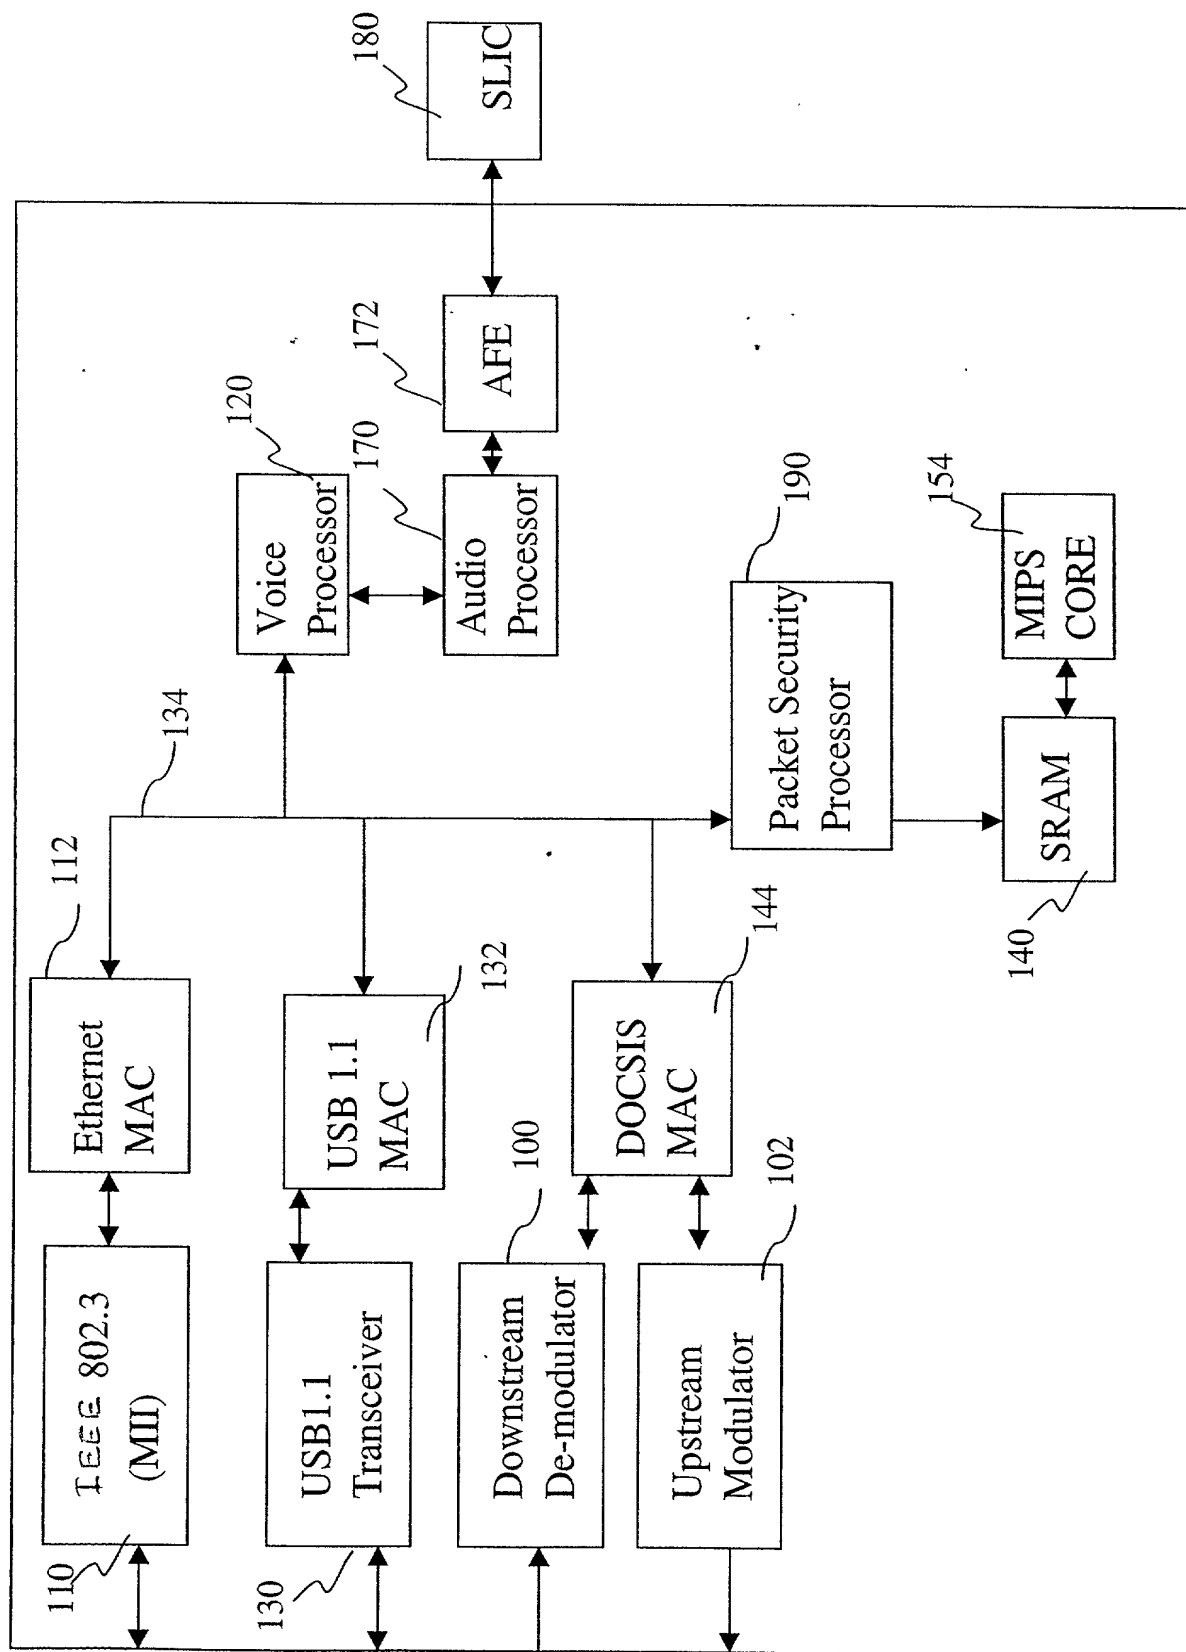 110
IEEE 802.3
(MII)
Ethernet
MAC
112
134
120
Voice
Processor
130
USB1.1
Transceiver
USB 1.1
MAC
132
170
Audio
Processor
172
AFE
180
SLIC
Downstream
De-modulator
100
DOCSIS
MAC
144
Upstream
Modulator
102
Packet Security
Processor
190
140
SRAM
MIPS
CORE
154